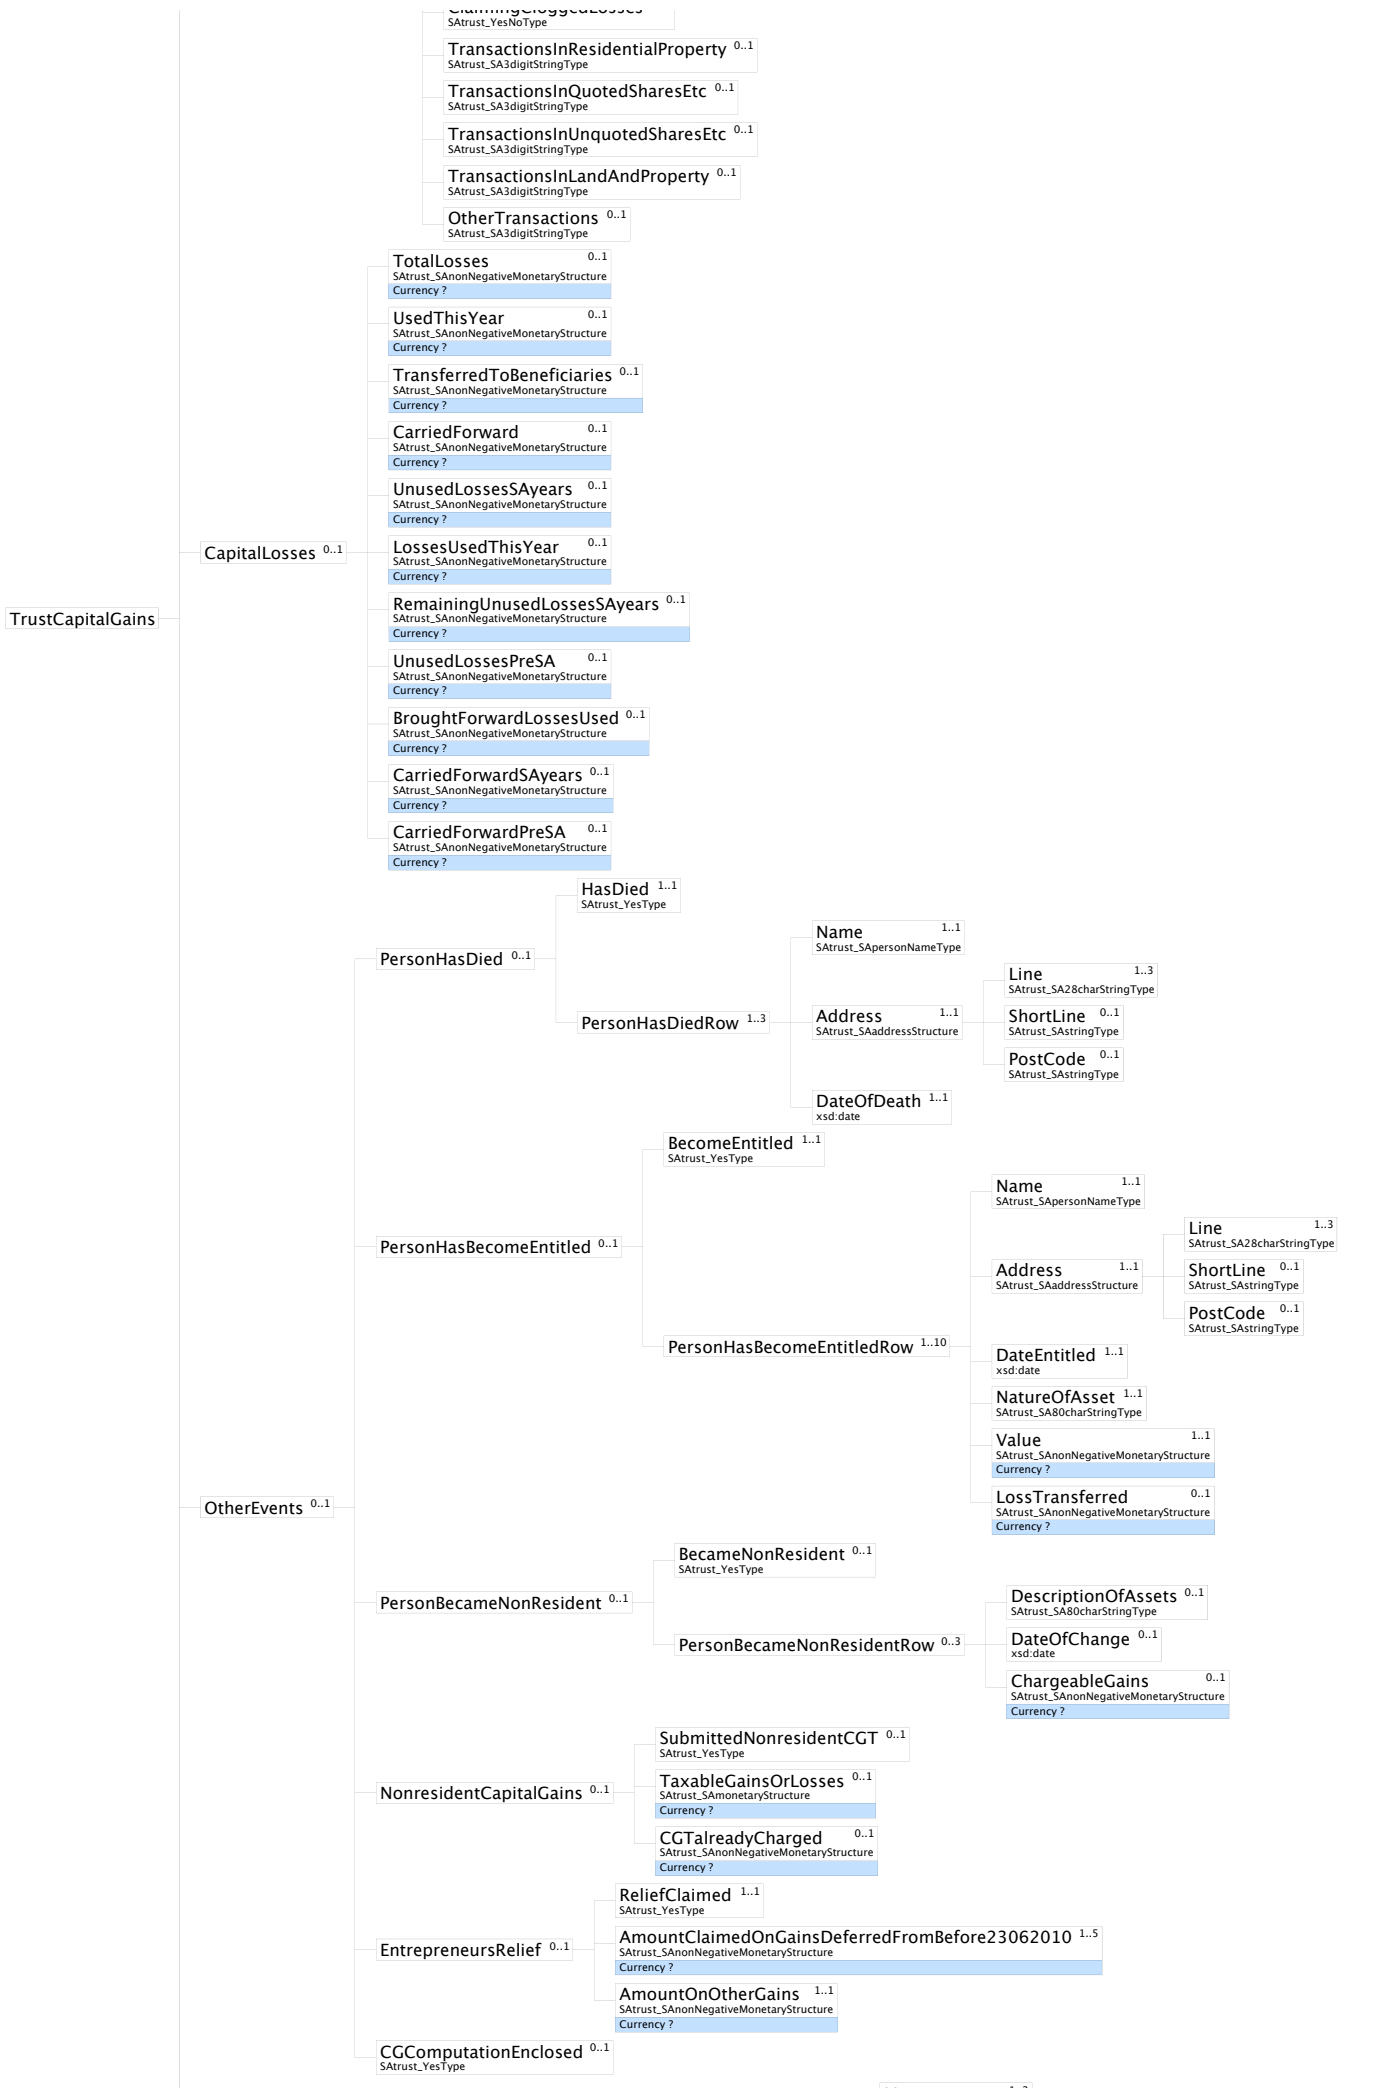 SAtrust_YesNoType
TransactionsInResidentialProperty 0..1
SAtrust_SA3digitStringType
TransactionsInQuotedSharesEtc 0..1
SAtrust_SA3digitStringType
TransactionsInUnquotedSharesEtc 0..1
SAtrust_SA3digitStringType
TransactionsInLandAndProperty 0..1
SAtrust_SA3digitStringType
OtherTransactions 0..1
SAtrust_SA3digitStringType
TotalLosses 0..1
SAtrust_SAnonNegativeMonetaryStructure
Currency ?
UsedThisYear 0..1
SAtrust_SAnonNegativeMonetaryStructure
Currency ?
TransferredToBeneficiaries 0..1
SAtrust_SAnonNegativeMonetaryStructure
Currency ?
CarriedForward 0..1
SAtrust_SAnonNegativeMonetaryStructure
Currency ?
UnusedLossesSAyears 0..1
SAtrust_SAnonNegativeMonetaryStructure
Currency ?
CapitalLosses 0..1
LossesUsedThisYear 0..1
SAtrust_SAnonNegativeMonetaryStructure
Currency ?
TrustCapitalGains
RemainingUnusedLossesSAyears 0..1
SAtrust_SAnonNegativeMonetaryStructure
Currency ?
UnusedLossesPreSA 0..1
SAtrust_SAnonNegativeMonetaryStructure
Currency ?
BroughtForwardLossesUsed 0..1
SAtrust_SAnonNegativeMonetaryStructure
Currency ?
CarriedForwardSAyears 0..1
SAtrust_SAnonNegativeMonetaryStructure
Currency ?
CarriedForwardPreSA 0..1
SAtrust_SAnonNegativeMonetaryStructure
Currency ?
HasDied 1..1
SAtrust_YesType
PersonHasDied 0..1
Name 1..1
SAtrust_SApersonNameType
Line 1..3
SAtrust_SA28charStringType
PersonHasDiedRow 1..3
Address 1..1
SAtrust_SAaddressStructure
ShortLine 0..1
SAtrust_SAstringType
PostCode 0..1
SAtrust_SAstringType
DateOfDeath 1..1
xsd:date
BecomeEntitled 1..1
SAtrust_YesType
Name 1..1
SAtrust_SApersonNameType
PersonHasBecomeEntitled 0..1
Line 1..3
SAtrust_SA28charStringType
Address 1..1
SAtrust_SAaddressStructure
ShortLine 0..1
SAtrust_SAstringType
PostCode 0..1
SAtrust_SAstringType
PersonHasBecomeEntitledRow 1..10
DateEntitled 1..1
xsd:date
NatureOfAsset 1..1
SAtrust_SA80charStringType
Value 1..1
SAtrust_SAnonNegativeMonetaryStructure
Currency ?
OtherEvents 0..1
LossTransferred 0..1
SAtrust_SAnonNegativeMonetaryStructure
Currency ?
BecameNonResident 0..1
SAtrust_YesType
PersonBecameNonResident 0..1
DescriptionOfAssets 0..1
SAtrust_SA80charStringType
PersonBecameNonResidentRow 0..3
DateOfChange 0..1
xsd:date
ChargeableGains 0..1
SAtrust_SAnonNegativeMonetaryStructure
Currency ?
SubmittedNonresidentCGT 0..1
SAtrust_YesType
NonresidentCapitalGains 0..1
TaxableGainsOrLosses 0..1
SAtrust_SAmonetaryStructure
Currency ?
CGTalreadyCharged 0..1
SAtrust_SAnonNegativeMonetaryStructure
Currency ?
ReliefClaimed 1..1
SAtrust_YesType
EntrepreneursRelief 0..1
AmountClaimedOnGainsDeferredFromBefore23062010 1..5
SAtrust_SAnonNegativeMonetaryStructure
Currency ?
AmountOnOtherGains 1..1
SAtrust_SAnonNegativeMonetaryStructure
Currency ?
CGComputationEnclosed 0..1
SAtrust_YesType